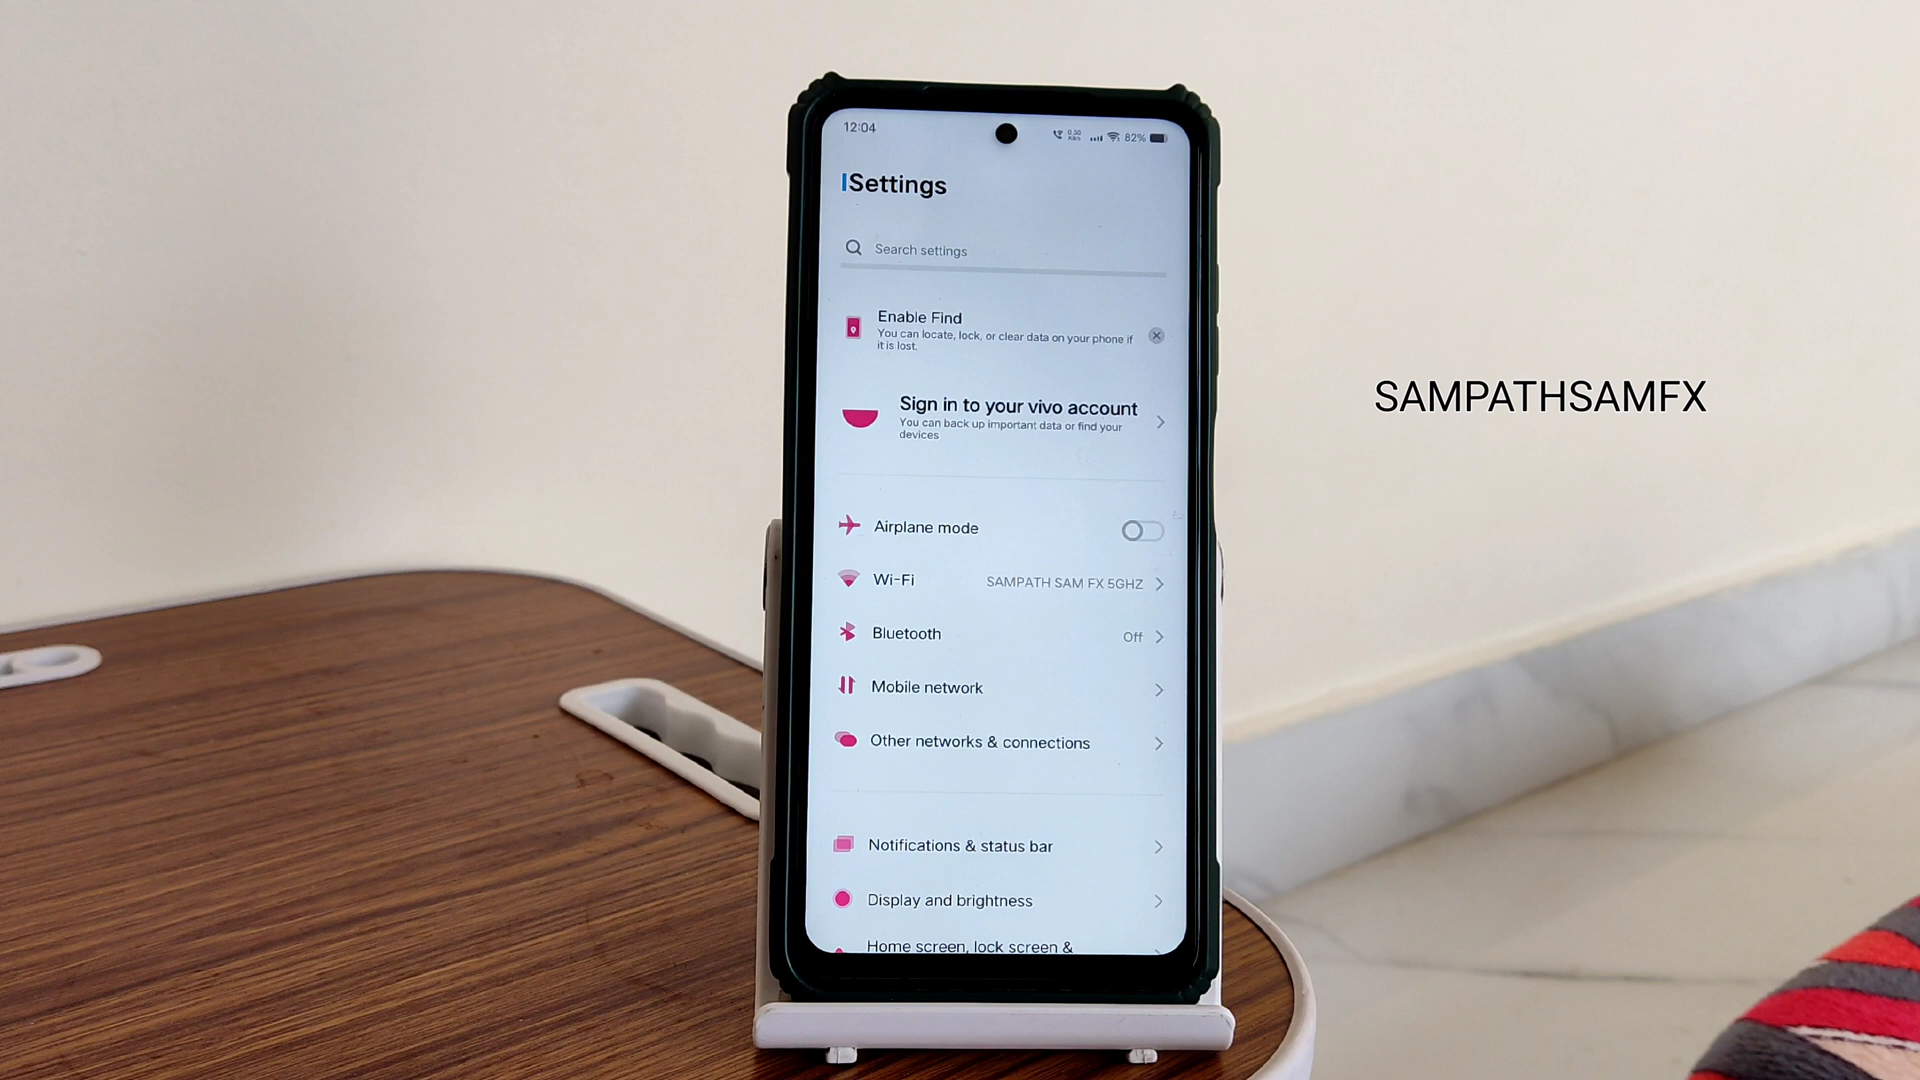 12:04
0.00
KB/s
82%
Settings
Search settings
Enable Find
You can locate, lock, or clear data on your phone if
it is lost.
Sign in to your vivo account
You can back up important data or find your
devices
SAMPATHSAMFX
Airplane mode
Wi-Fi
SAMPATH SAM FX 5GHZ
Bluetooth
Off
Mobile network
Other networks & connections
Notifications & status bar
Display and brightness
Home screen, lock screen &